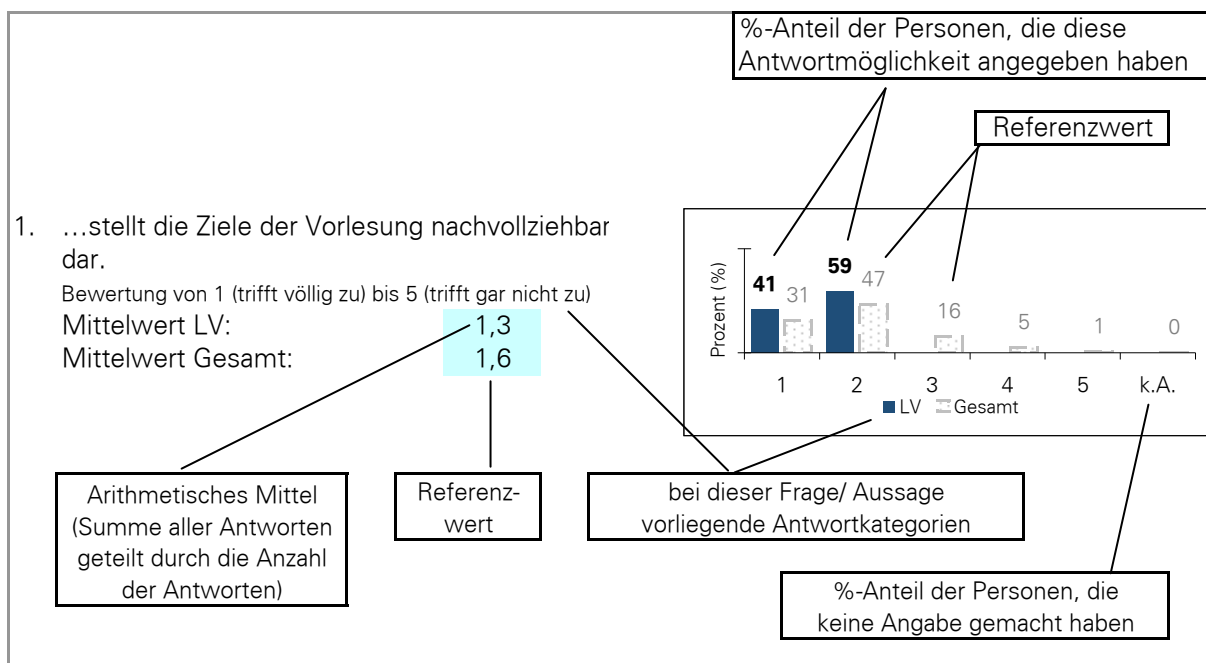 %-Anteil der Personen, die diese
Antwortmöglichkeit angegeben haben
Referenzwert
1. …stellt die Ziele der Vorlesung nachvollziehbar
dar.
Bewertung von 1 (trifft völlig zu) bis 5 (trifft gar nicht zu)
Mittelwert LV: 1,3
Mittelwert Gesamt: 1,6
Prozent (%)
41 31 59 47 16 5 1 0
1 2 3 4 5 k.A.
LV Gesamt
Arithmetisches Mittel
(Summe aller Antworten
geteilt durch die Anzahl
der Antworten)
Referenz-
wert
bei dieser Frage/ Aussage
vorliegende Antwortkategorien
%-Anteil der Personen, die
keine Angabe gemacht haben